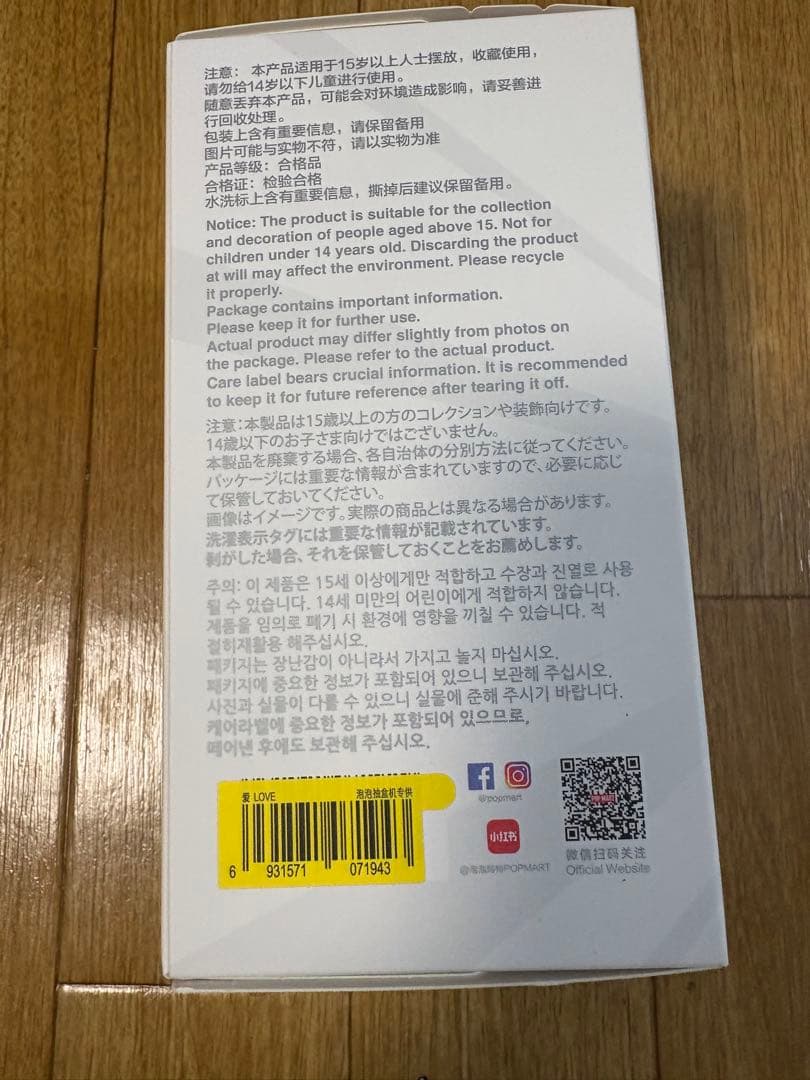 注意： 本产品适用于15岁以上人士摆放，收藏使用，
请勿给14岁以下儿童进行使用。
随意丢弃本产品，可能会对环境造成影响，请妥善进
行回收处理。
包装上含有重要信息，请保留备用
图片可能与实物不符，请以实物为准
产品等级：合格品
合格证：检验合格
水洗标上含有重要信息，撕掉后建议保留备用。
Notice: The product is suitable for the collection
and decoration of people aged above 15. Not for
children under 14 years old. Discarding the product
at will may affect the environment. Please recycle
it properly.
Package contains important information.
Please keep it for further use.
Actual product may differ slightly from photos on
the package. Please refer to the actual product.
Care label bears crucial information. It is recommended
to keep it for future reference after tearing it off.
注意：本製品は15歳以上の方のコレクションや装飾向けです。
14歳以下のお子さま向けではございません。
本製品を廃棄する場合、各自治体の分別方法に従ってください。
パッケージには重要な情報が含まれていますので、必要に応じ
て保管しておいてください。
画像はイメージです。実際の商品とは異なる場合があります。
洗濯表示タグには重要な情報が記載されています。
剥がした場合、それを保管しておくことをお薦めします。
주의: 이 제품은 15세 이상에게만 적합하고 수장과 진열로 사용
될 수 있습니다. 14세 미만의 어린이에게 적합하지 않습니다.
제품을 임의로 폐기 시 환경에 영향을 끼칠 수 있습니다. 적
절히재활용 해주십시오.
패키지는 장난감이 아니라서 가지고 놀지 마십시오.
패키지에 중요한 정보가 포함되어 있으니 보관해 주십시오.
사진과 실물이 다를 수 있으니 실물에 준해 주시기 바랍니다.
케어라벨에 중요한 정보가 포함되어 있으므로,
떼어낸 후에도 보관해 주십시오.
爱 LOVE 泡泡抽盒机专供
6 931571 071943
@popmart
小红书
@泡泡玛特POPMART
POP MART
微信扫码关注
Official Website